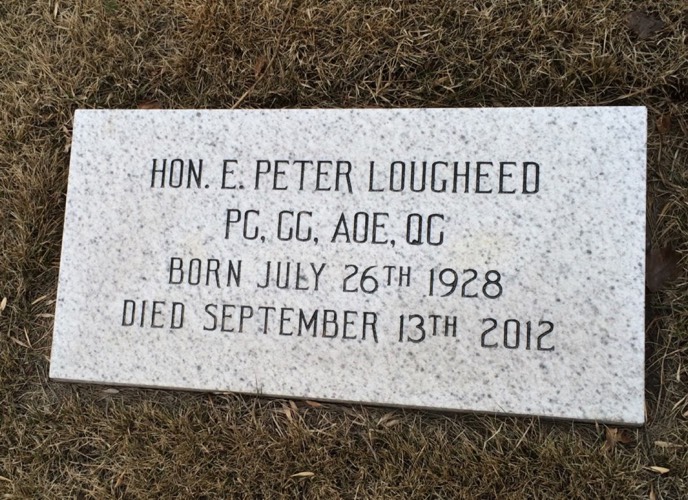 HON. E. PETER LOUGHEED
PC, CC, AOE, QC
BORN JULY 26TH 1928
DIED SEPTEMBER 13TH 2012